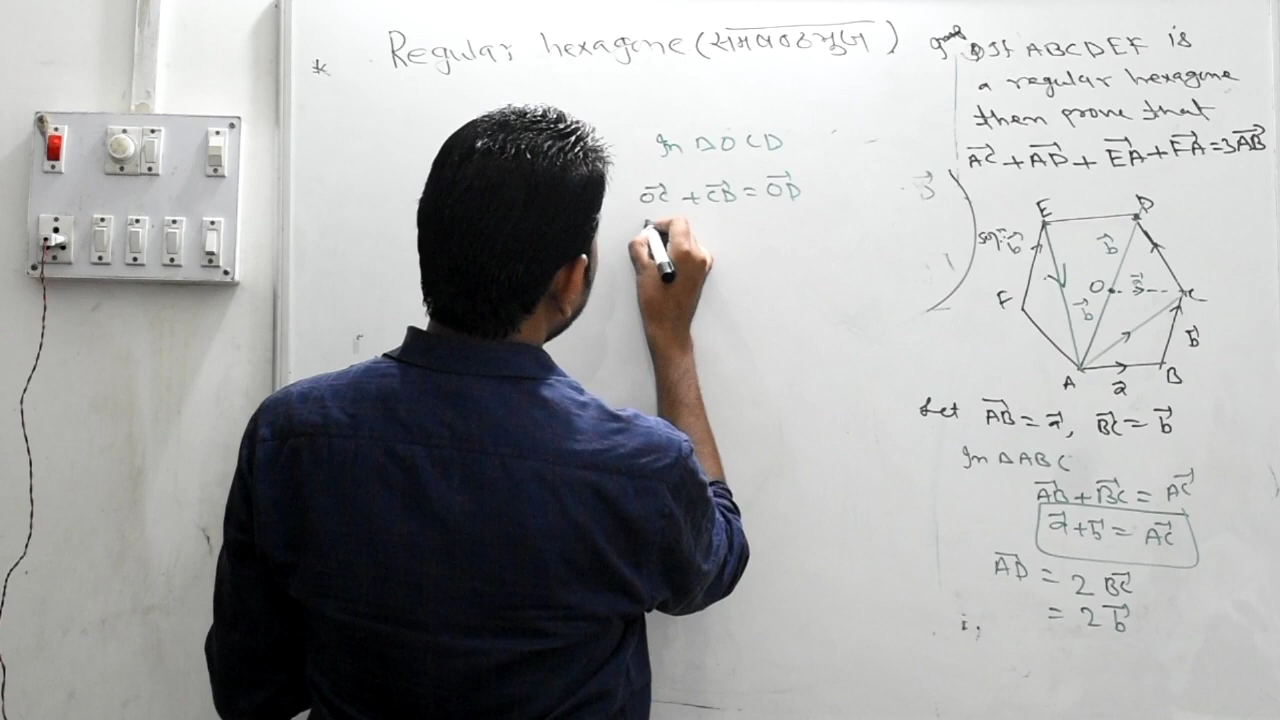 * Regular hexagone (समषठभूज)
In ΔOCD
OC⃗ + CD⃗ = OD⃗
Q If ABCDEF is
a regular hexagone
then prove that
AC⃗ + AD⃗ + EA⃗ + FA⃗ = 3AB⃗
E D
b⃗ b⃗
F O a⃗ C
b⃗ b⃗
A a⃗ B
Let AB⃗ = a⃗, BC⃗ = b⃗
In ΔABC
AB⃗ + BC⃗ = AC⃗
a⃗ + b⃗ = AC⃗
AD⃗ = 2 BC⃗
= 2 b⃗